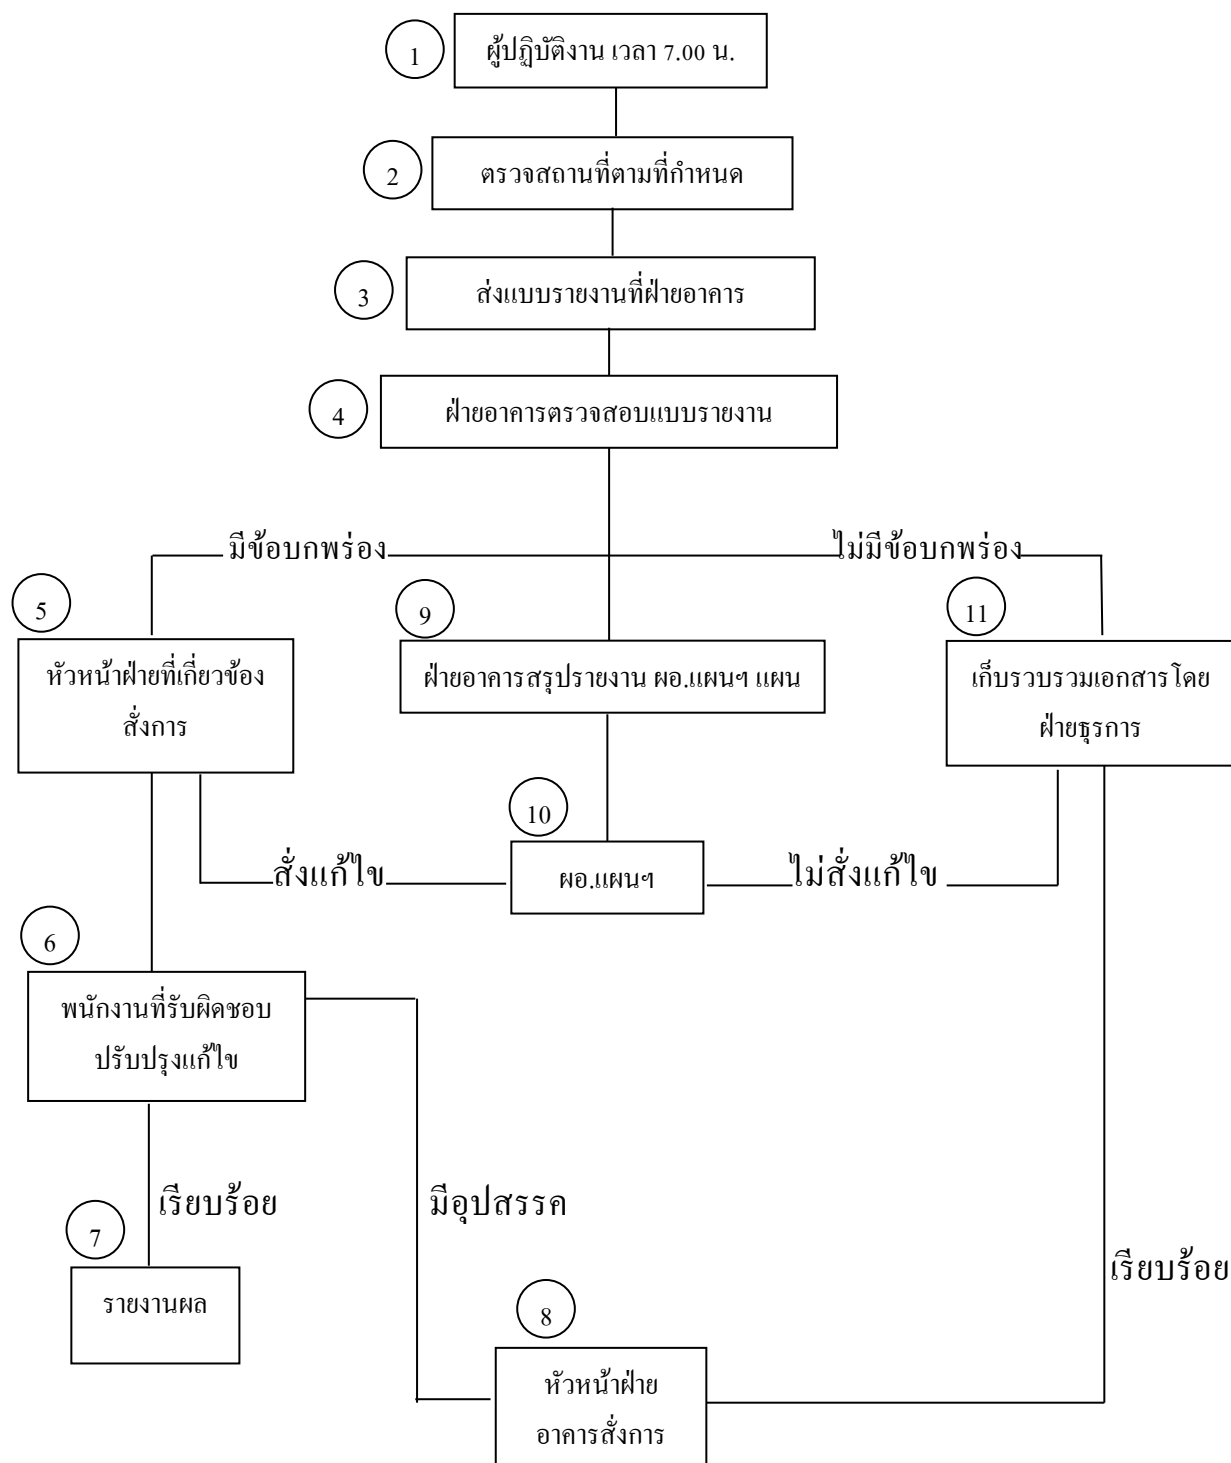 1
ผู้ปฏิบัติงาน เวลา 7.00 น.
2
ตรวจสถานที่ตามที่กำหนด
3
ส่งแบบรายงานที่ฝ่ายอาคาร
4
ฝ่ายอาคารตรวจสอบแบบรายงาน
มีข้อบกพร่อง
ไม่มีข้อบกพร่อง
5
หัวหน้าฝ่ายที่เกี่ยวข้อง
สั่งการ
9
ฝ่ายอาคารสรุปรายงาน ผอ.แผนฯ แผน
11
เก็บรวบรวมเอกสารโดย
ฝ่ายธุรการ
10
ผอ.แผนฯ
สั่งแก้ไข
ไม่สั่งแก้ไข
6
พนักงานที่รับผิดชอบ
ปรับปรุงแก้ไข
เรียบร้อย
มีอุปสรรค
7
รายงานผล
8
หัวหน้าฝ่าย
อาคารสั่งการ
เรียบร้อย